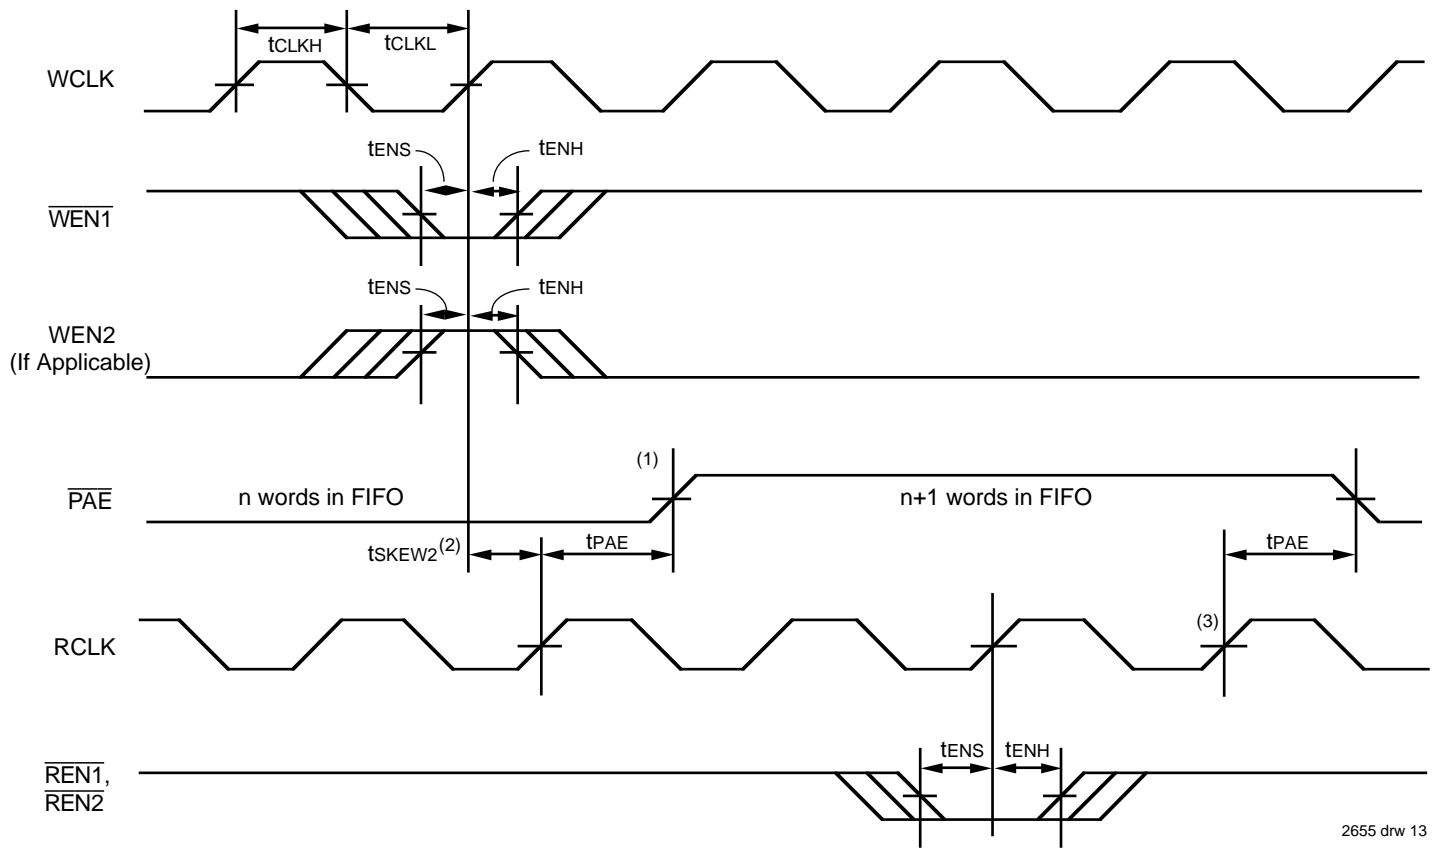 tCLKH
tCLKL
WCLK
tENS
tENH
WEN1
tENS
tENH
WEN2
(If Applicable)
(1)
PAE
n words in FIFO
n+1 words in FIFO
tSKEW2(2)
tPAE
tPAE
RCLK
(3)
tENS
tENH
REN1,
REN2
2655 drw 13